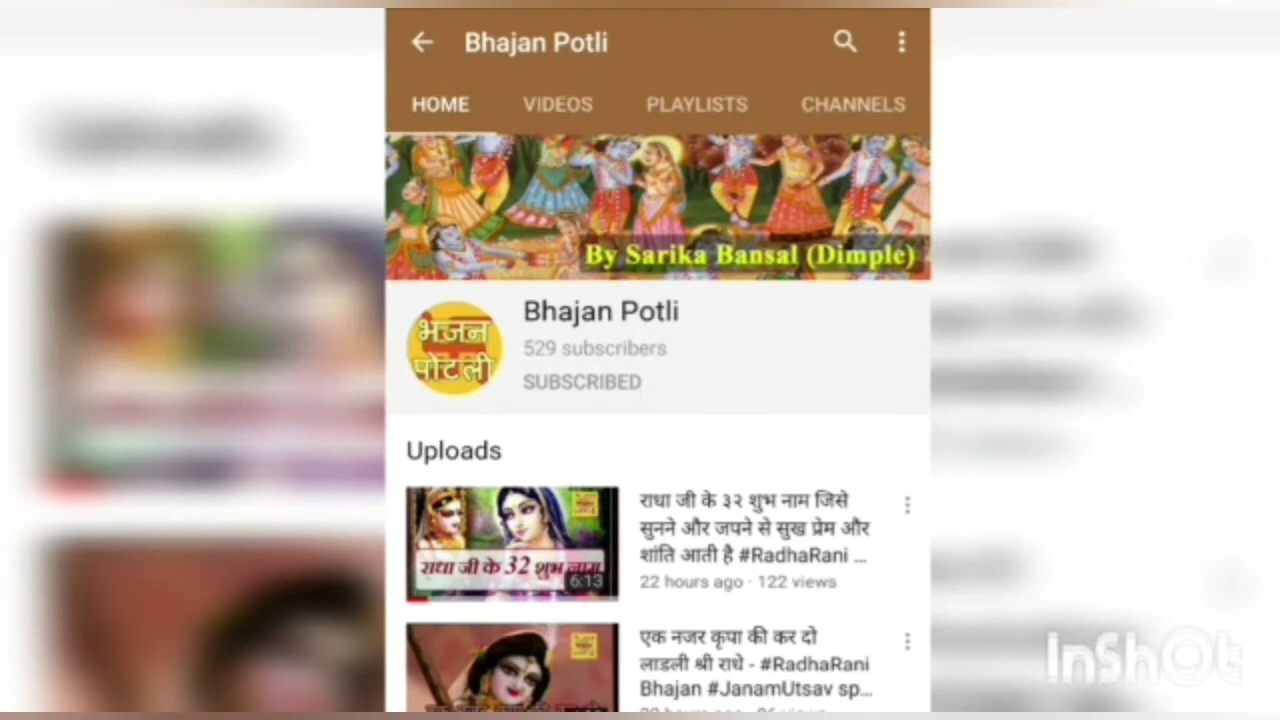 Bhajan Potli
HOME VIDEOS PLAYLISTS CHANNELS
By Sarika Bansal (Dimple)
भजन
पोटली
Bhajan Potli
529 subscribers
SUBSCRIBED
Uploads
राधा जी के 32 शुभ नाम
6:13
राधा जी के ३२ शुभ नाम जिसे
सुनने और जपने से सुख प्रेम और
शांति आती है #RadhaRani ...
22 hours ago · 122 views
एक नजर कृपा की कर दो
लाडली श्री राधे - #RadhaRani
Bhajan #JanamUtsav sp...
InShOt